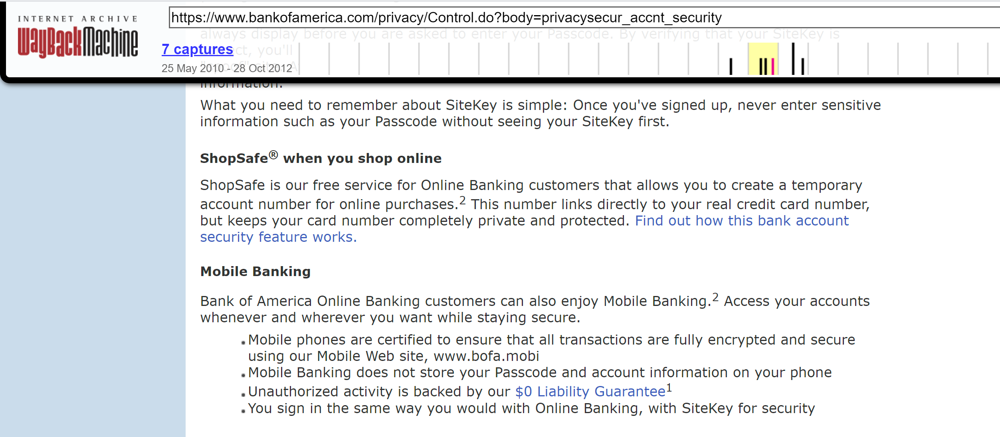 INTERNET ARCHIVE
WayBackMachine
https://www.bankofamerica.com/privacy/Control.do?body=privacysecur_accnt_security
always display before you are asked to enter your Passcode. By verifying that your SiteKey is
7 captures
you'll
25 May 2010 - 28 Oct 2012
"spoof" site.
information.
What you need to remember about SiteKey is simple: Once you've signed up, never enter sensitive
information such as your Passcode without seeing your SiteKey first.
ShopSafe® when you shop online
ShopSafe is our free service for Online Banking customers that allows you to create a temporary
account number for online purchases.2 This number links directly to your real credit card number,
but keeps your card number completely private and protected. Find out how this bank account
security feature works.
Mobile Banking
Bank of America Online Banking customers can also enjoy Mobile Banking.2 Access your accounts
whenever and wherever you want while staying secure.
Mobile phones are certified to ensure that all transactions are fully encrypted and secure
using our Mobile Web site, www.bofa.mobi
Mobile Banking does not store your Passcode and account information on your phone
Unauthorized activity is backed by our $0 Liability Guarantee1
You sign in the same way you would with Online Banking, with SiteKey for security